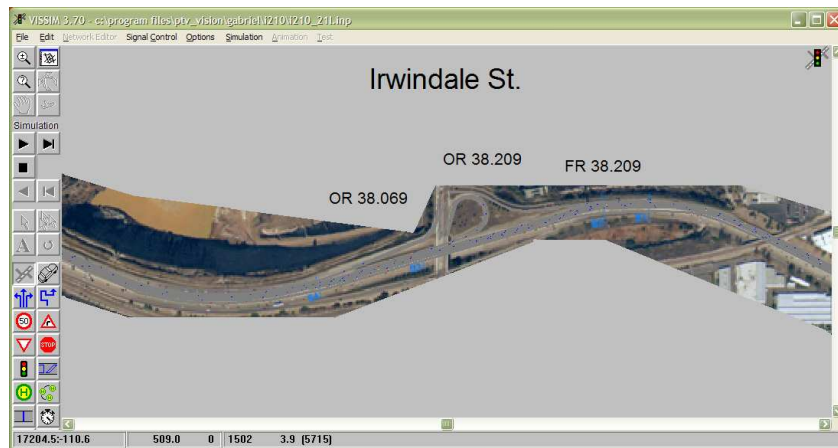 VISSIM 3.70 - c:\program files\ptv_vision\gabriel\i210\i210_21l.inp
File Edit Network Editor Signal Control Options Simulation Animation Test
Irwindale St.
OR 38.209
FR 38.209
OR 38.069
Simulation
A
50
STOP
H
17204.5:-110.6 509.0 0 1502 3.9 (5715)